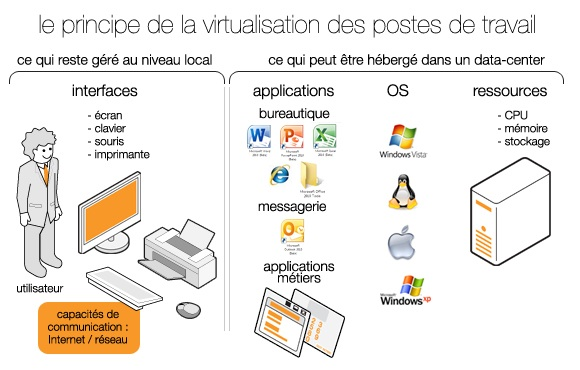 le principe de la virtualisation des postes de travail
ce qui reste géré au niveau local
ce qui peut être hébergé dans un data-center
interfaces
- écran
- clavier
- souris
- imprimante
utilisateur
capacités de
communication :
Internet / réseau
applications
bureautique
messagerie
applications
métiers
OS
Windows Vista
Microsoft
Windows xp
ressources
- CPU
- mémoire
- stockage